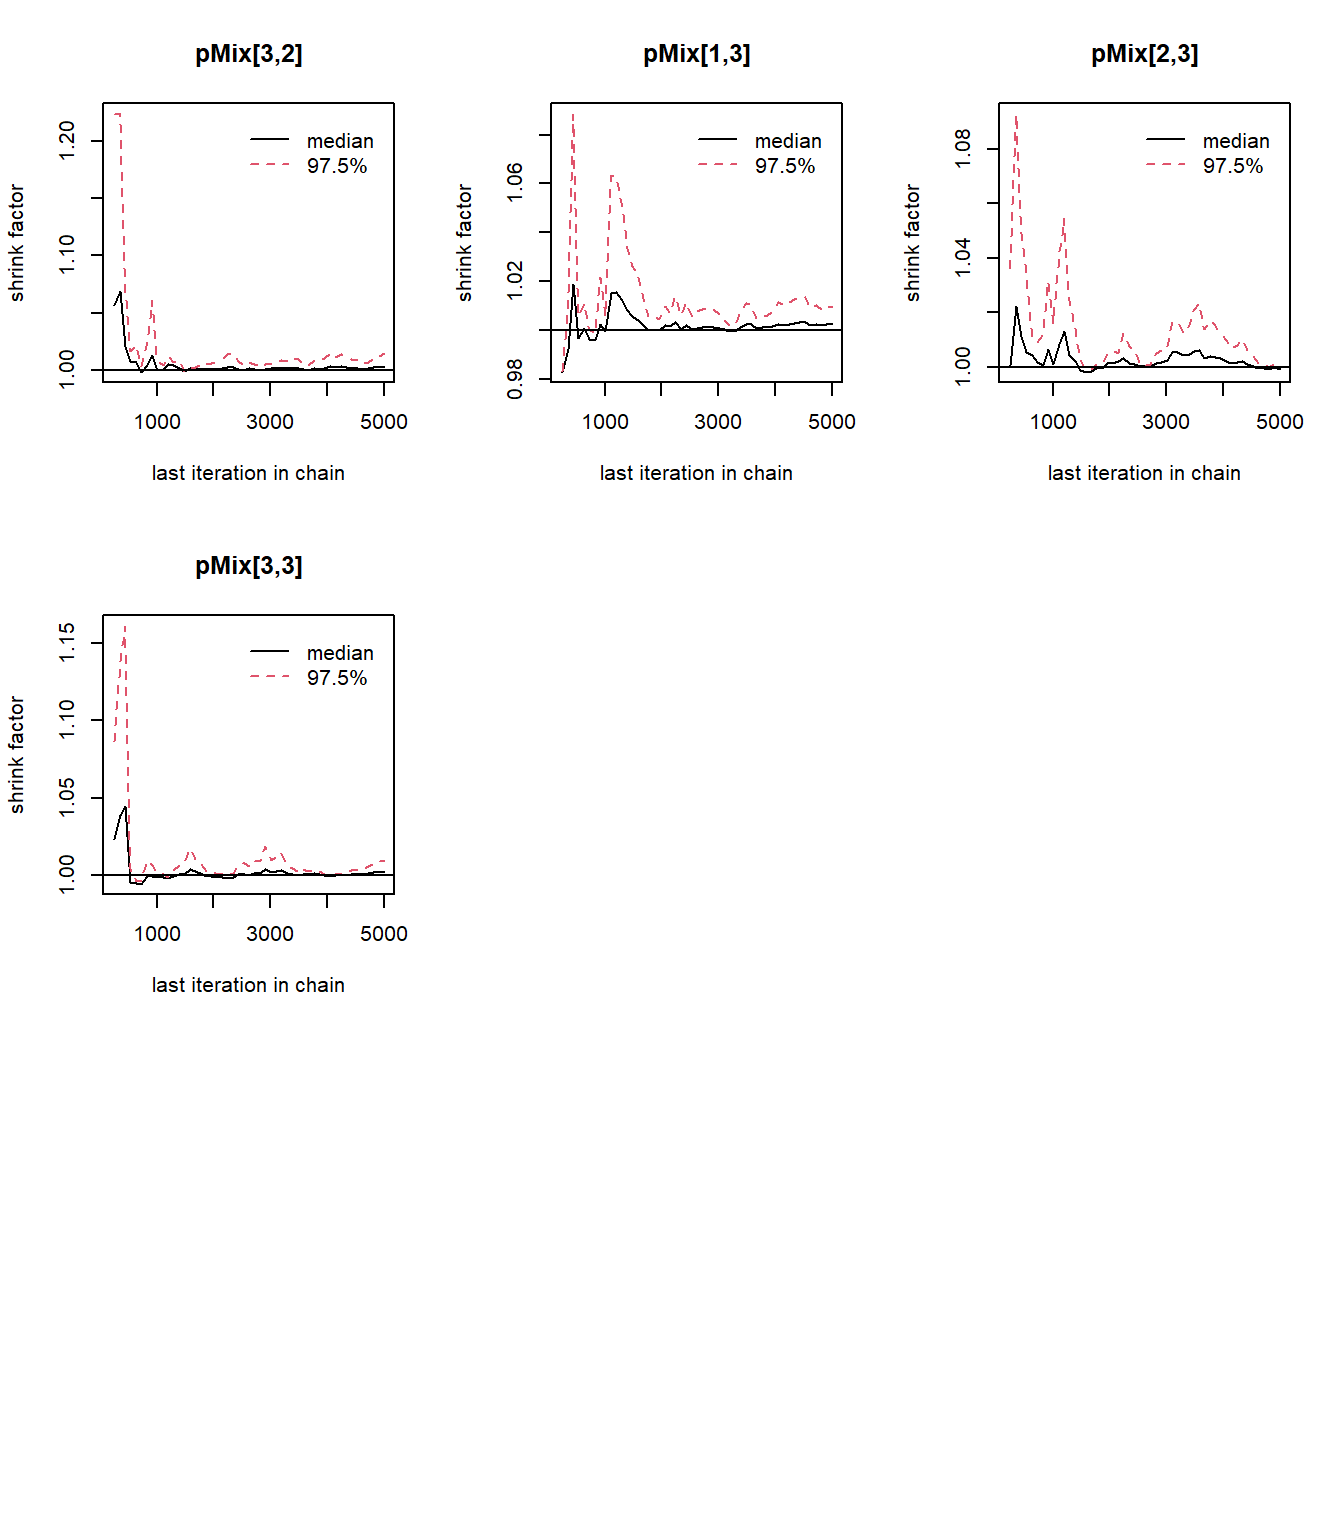 pMix[3,2]
shrink factor
1.00 1.10 1.20
median
97.5%
1000 3000 5000
last iteration in chain
pMix[1,3]
shrink factor
0.98 1.02 1.06
median
97.5%
1000 3000 5000
last iteration in chain
pMix[2,3]
shrink factor
1.00 1.04 1.08
median
97.5%
1000 3000 5000
last iteration in chain
pMix[3,3]
shrink factor
1.00 1.05 1.10 1.15
median
97.5%
1000 3000 5000
last iteration in chain